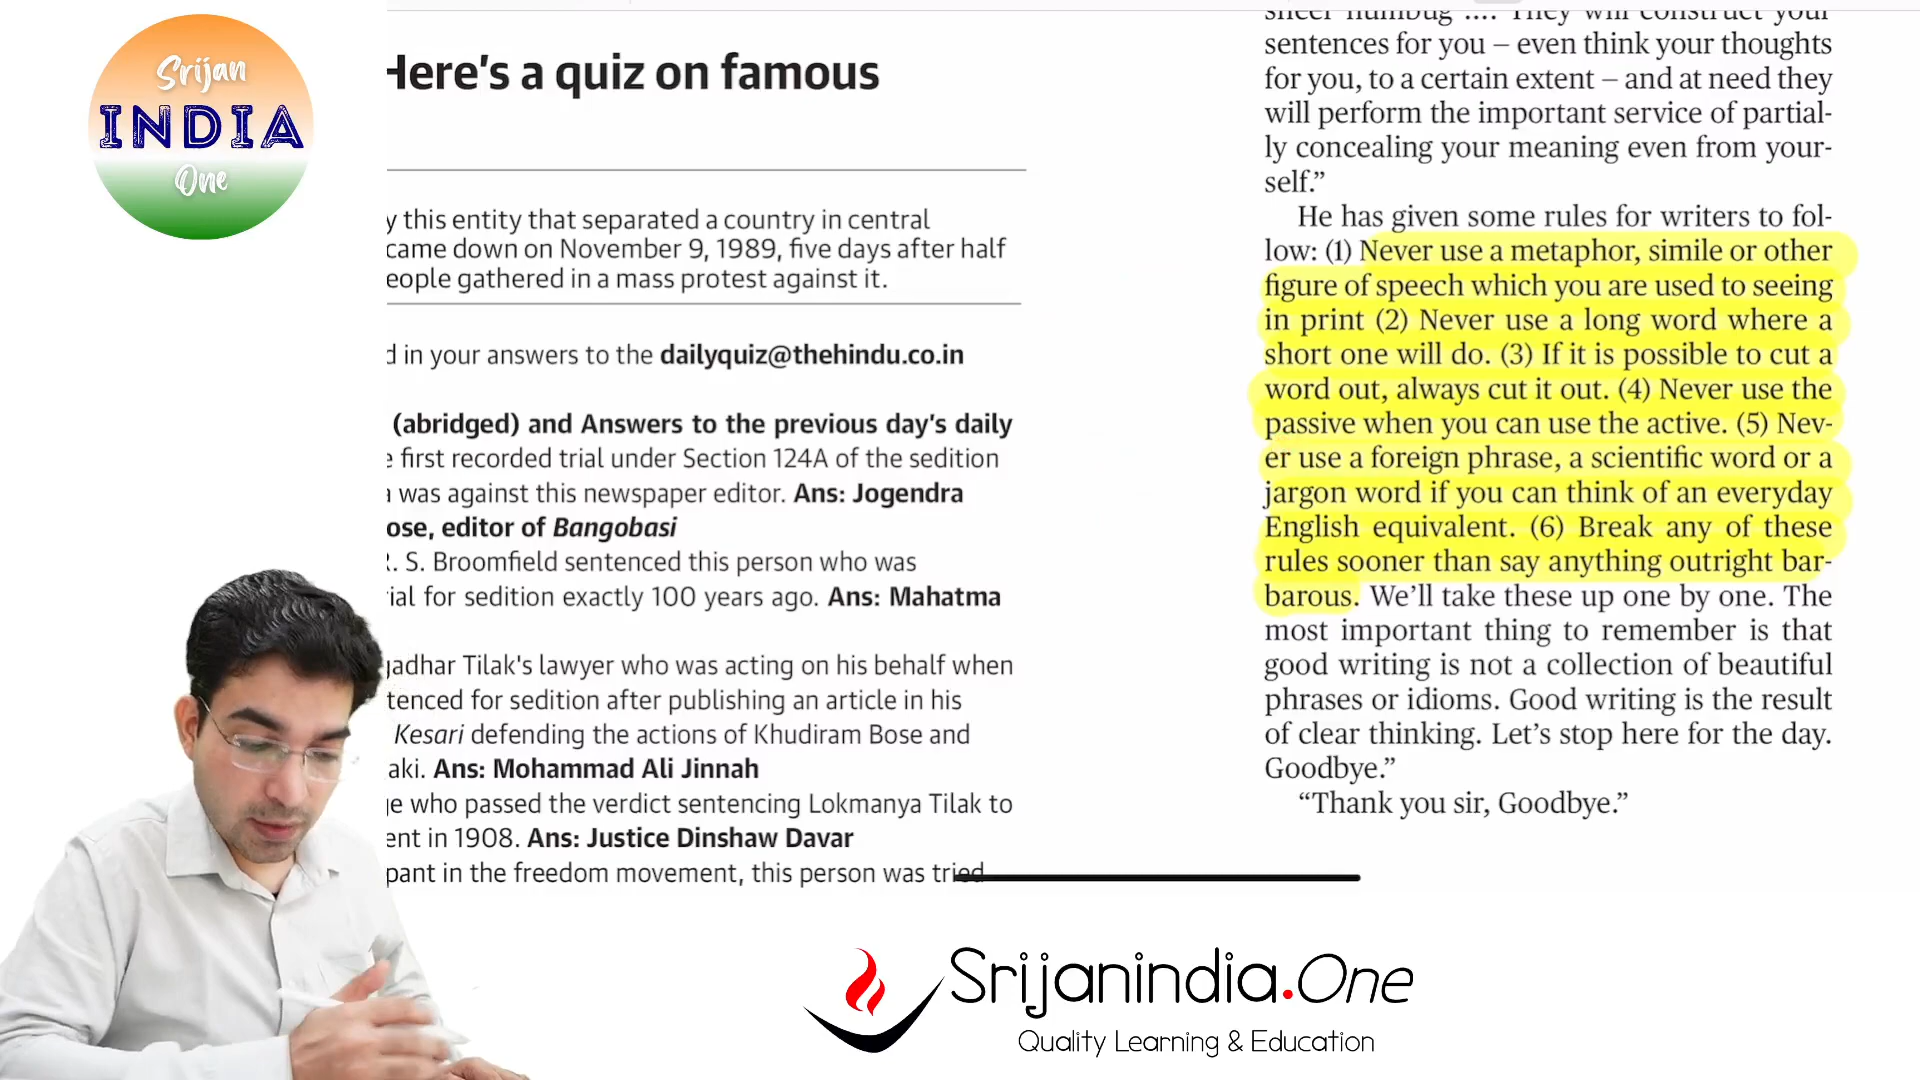 Srijan
INDIA
One
Here's a quiz on famous
y this entity that separated a country in central
came down on November 9, 1989, five days after half
eople gathered in a mass protest against it.
d in your answers to the dailyquiz@thehindu.co.in
(abridged) and Answers to the previous day's daily
e first recorded trial under Section 124A of the sedition
was against this newspaper editor. Ans: Jogendra
ose, editor of Bangobasi
. S. Broomfield sentenced this person who was
ial for sedition exactly 100 years ago. Ans: Mahatma
gadhar Tilak's lawyer who was acting on his behalf when
tenced for sedition after publishing an article in his
Kesari defending the actions of Khudiram Bose and
aki. Ans: Mohammad Ali Jinnah
ge who passed the verdict sentencing Lokmanya Tilak to
ent in 1908. Ans: Justice Dinshaw Davar
pant in the freedom movement, this person was tried
sheer humbug .... They will construct your
sentences for you – even think your thoughts
for you, to a certain extent – and at need they
will perform the important service of partial-
ly concealing your meaning even from your-
self.”
He has given some rules for writers to fol-
low: (1) Never use a metaphor, simile or other
figure of speech which you are used to seeing
in print (2) Never use a long word where a
short one will do. (3) If it is possible to cut a
word out, always cut it out. (4) Never use the
passive when you can use the active. (5) Nev-
er use a foreign phrase, a scientific word or a
jargon word if you can think of an everyday
English equivalent. (6) Break any of these
rules sooner than say anything outright bar-
barous. We’ll take these up one by one. The
most important thing to remember is that
good writing is not a collection of beautiful
phrases or idioms. Good writing is the result
of clear thinking. Let’s stop here for the day.
Goodbye.”
“Thank you sir, Goodbye.”
Srijanindia.One
Quality Learning & Education